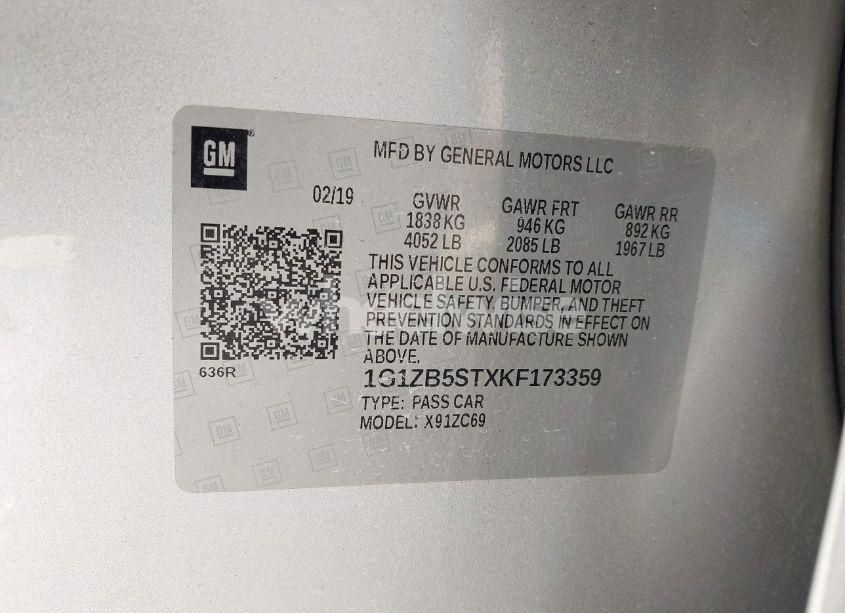 GM
MFD BY GENERAL MOTORS LLC
02/19
GVWR GAWR FRT GAWR RR
1838 KG 946 KG 892 KG
4052 LB 2085 LB 1967 LB
THIS VEHICLE CONFORMS TO ALL
APPLICABLE U.S. FEDERAL MOTOR
VEHICLE SAFETY, BUMPER, AND THEFT
PREVENTION STANDARDS IN EFFECT ON
THE DATE OF MANUFACTURE SHOWN
ABOVE.
636R
1G1ZB5STXKF173359
TYPE: PASS CAR
MODEL: X91ZC69